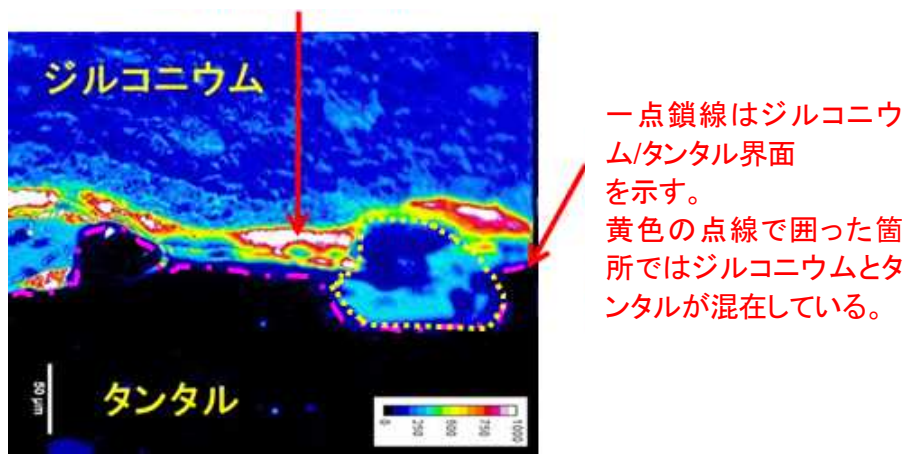 ジルコニウム
一点鎖線はジルコニウ
ム/タンタル界面
を示す。
黄色の点線で囲った箇
所ではジルコニウムとタ
ンタルが混在している。
タンタル
50 μm
0 250 500 750 1000